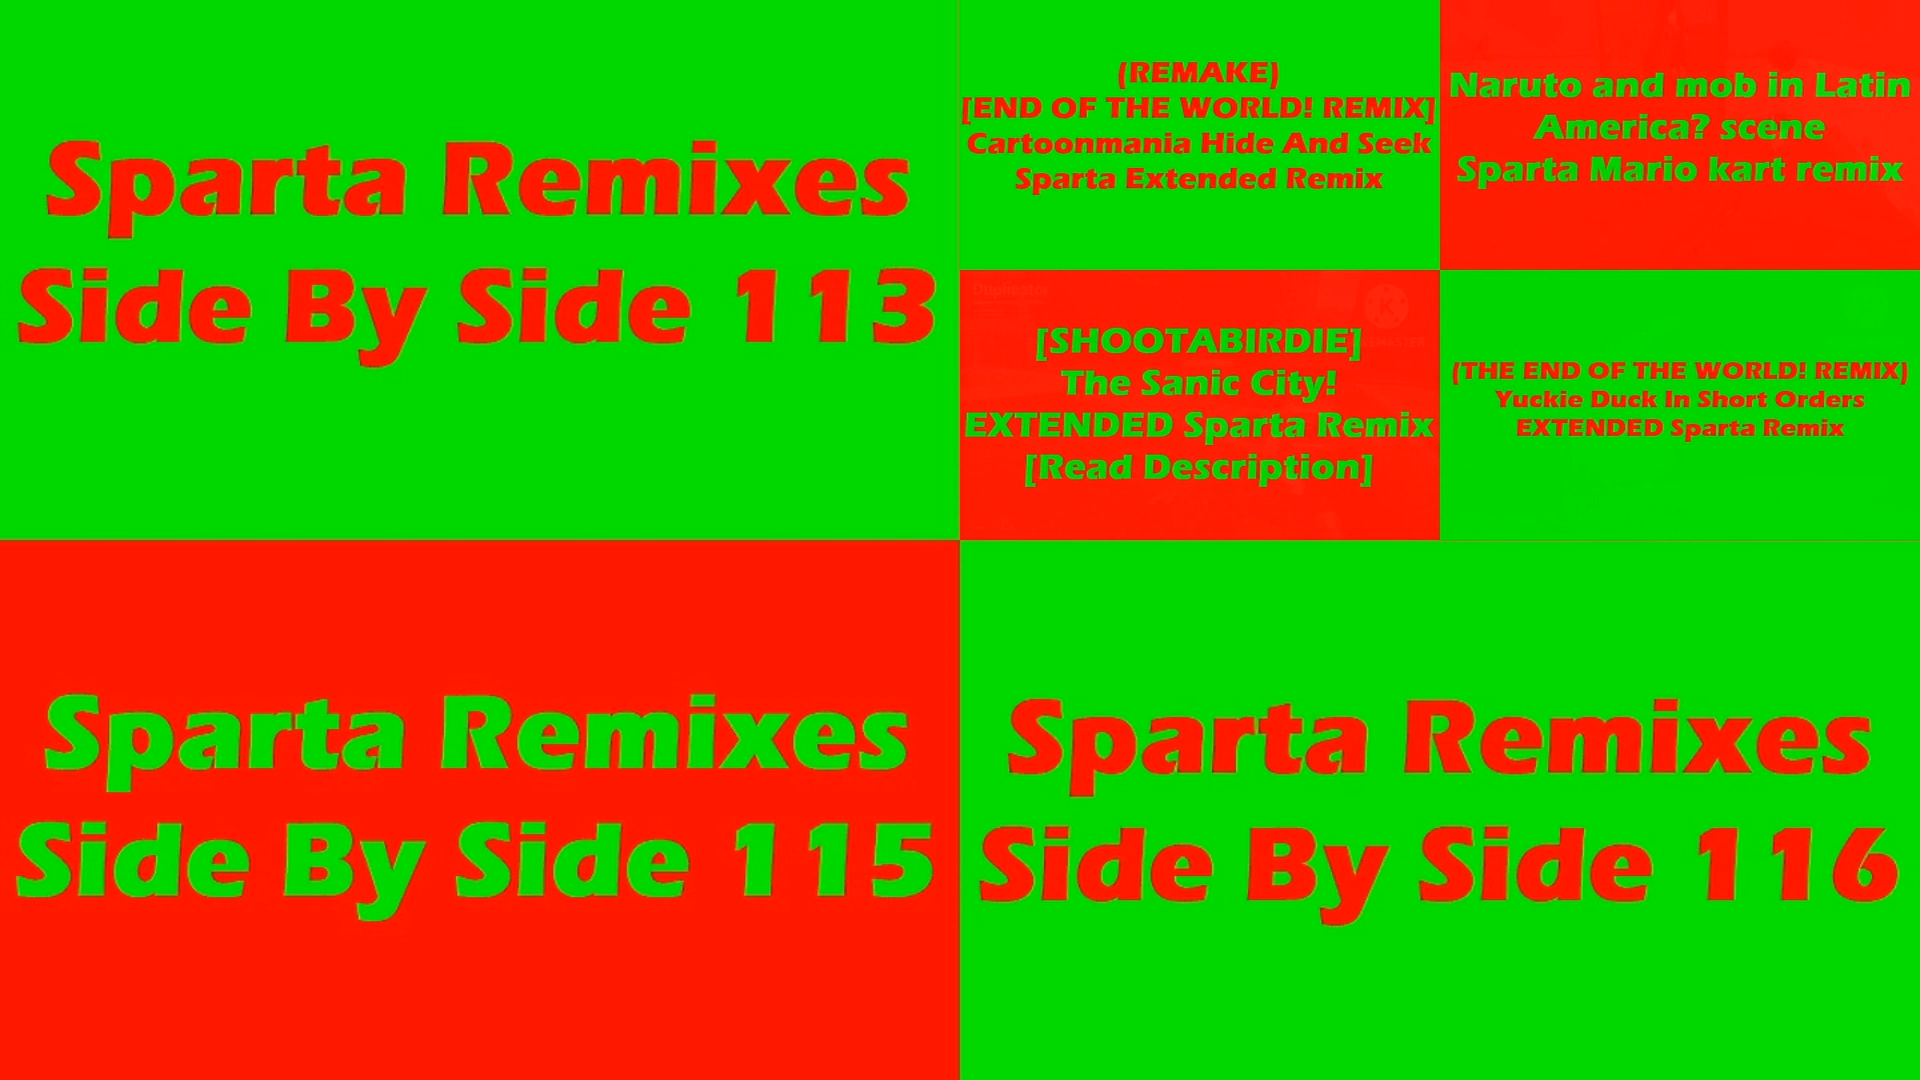 Sparta Remixes
Side By Side 113
(REMAKE)
[END OF THE WORLD! REMIX]
Cartoonmania Hide And Seek
Sparta Extended Remix
Naruto and mob in Latin
America? scene
Sparta Mario kart remix
[SHOOTABIRDIE]
The Sanic City!
EXTENDED Sparta Remix
[Read Description]
(THE END OF THE WORLD! REMIX)
Yuckie Duck In Short Orders
EXTENDED Sparta Remix
Sparta Remixes
Side By Side 115
Sparta Remixes
Side By Side 116